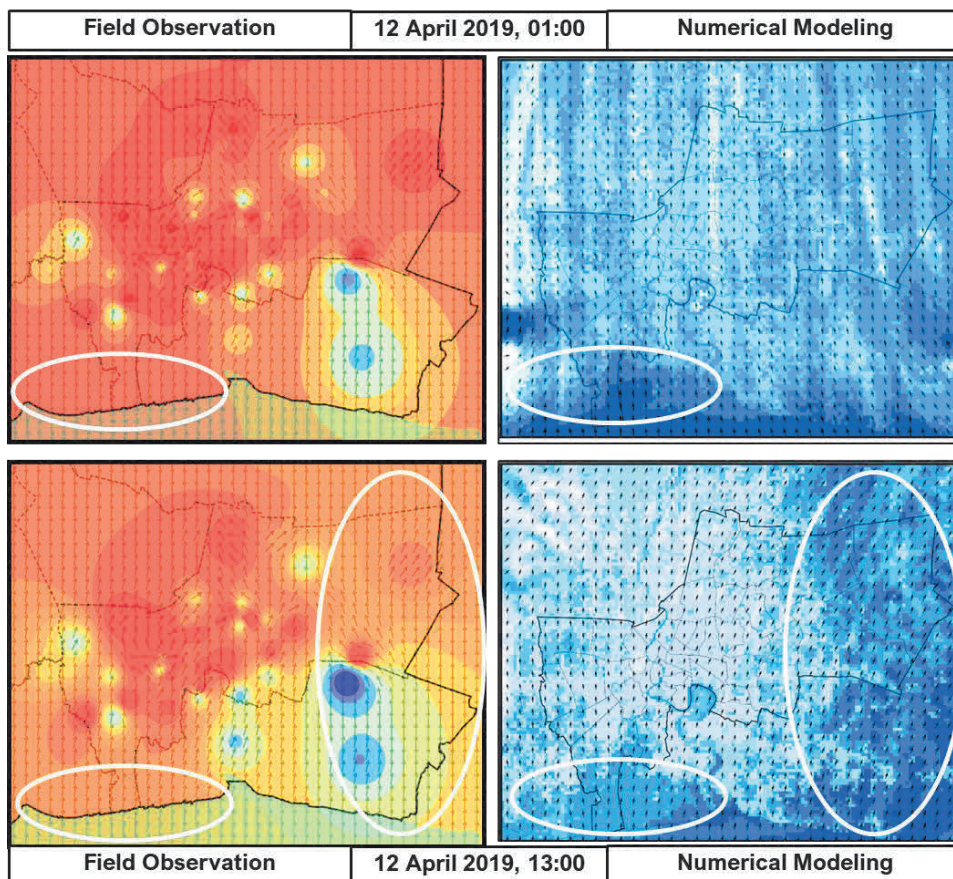 Field Observation
12 April 2019, 01:00
Numerical Modeling
Field Observation
12 April 2019, 13:00
Numerical Modeling